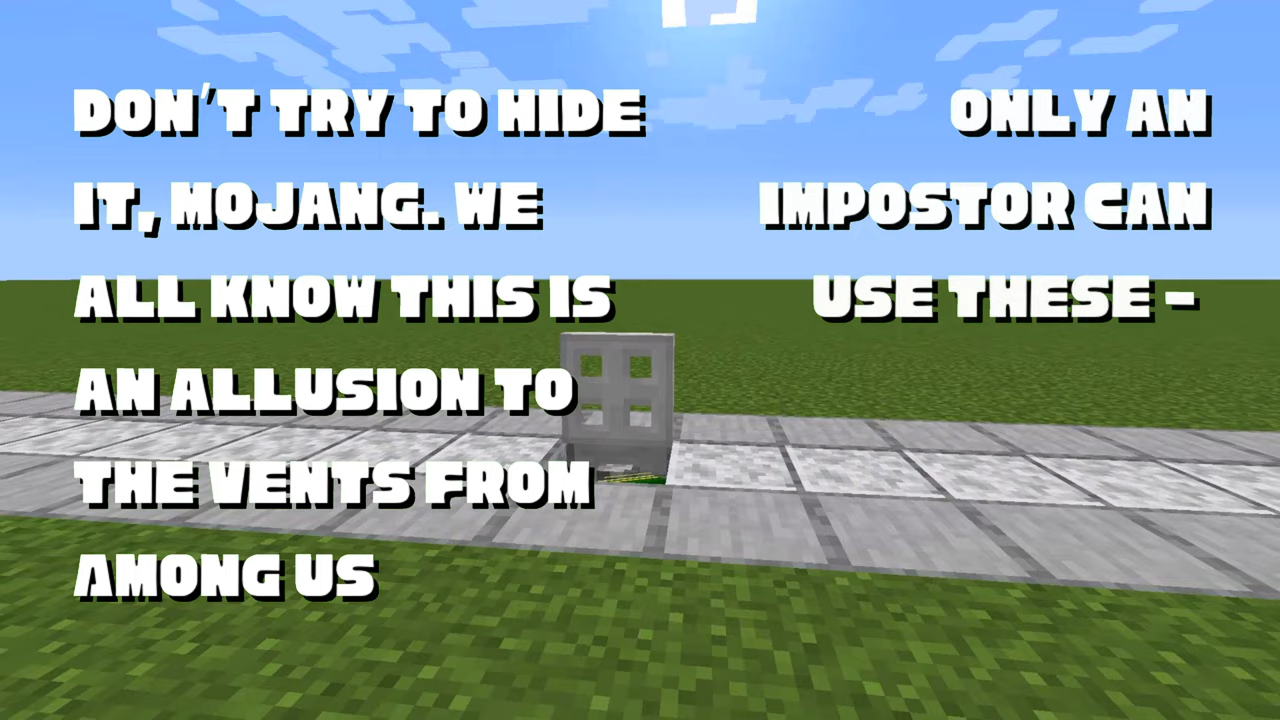 DON'T TRY TO HIDE
IT, MOJANG. WE
ALL KNOW THIS IS
AN ALLUSION TO
THE VENTS FROM
AMONG US
ONLY AN
IMPOSTOR CAN
USE THESE -